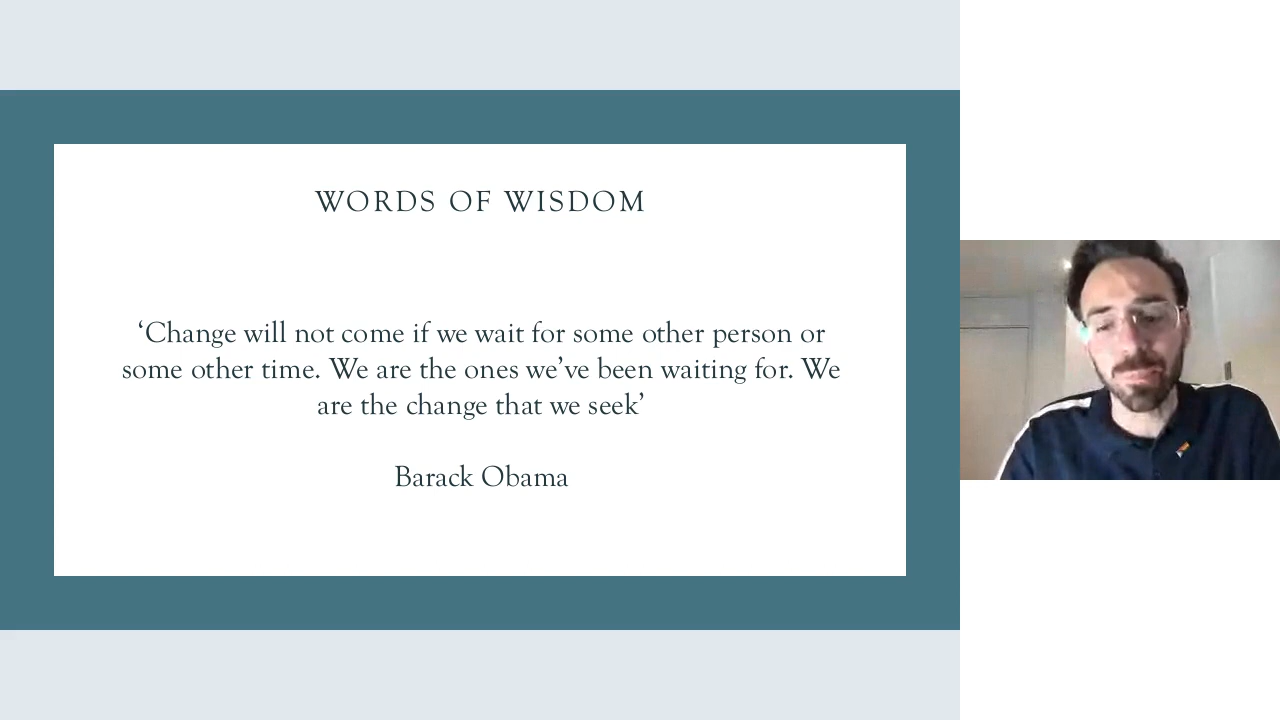 WORDS OF WISDOM
‘Change will not come if we wait for some other person or
some other time. We are the ones we’ve been waiting for. We
are the change that we seek’
Barack Obama